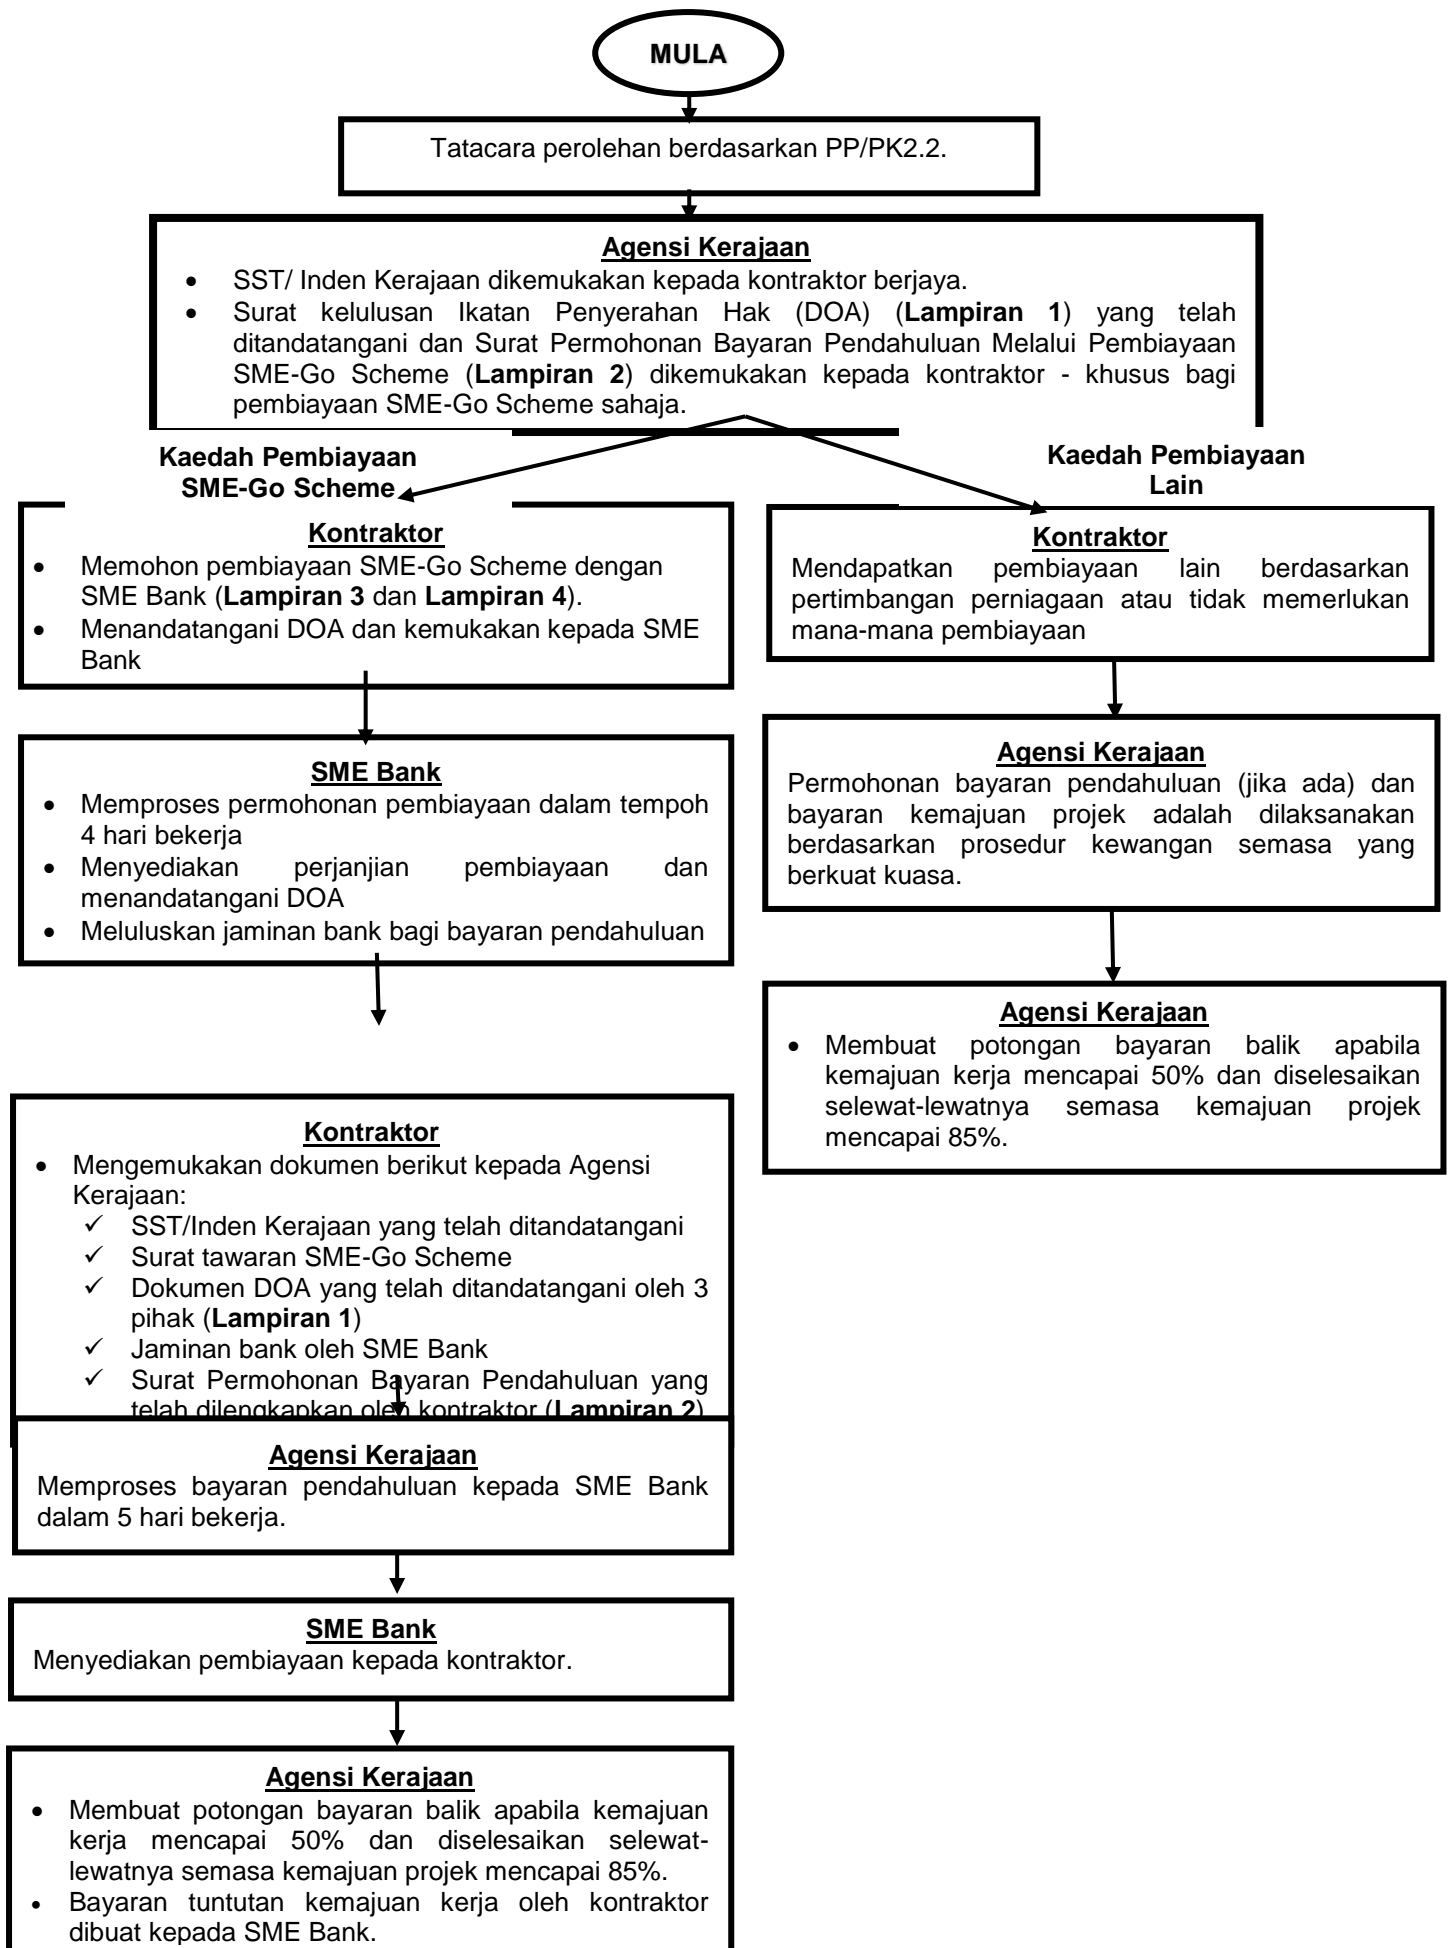 MULA
Tatacara perolehan berdasarkan PP/PK2.2.
Agensi Kerajaan
• SST/ Inden Kerajaan dikemukakan kepada kontraktor berjaya.
• Surat kelulusan Ikatan Penyerahan Hak (DOA) (Lampiran 1) yang telah
ditandatangani dan Surat Permohonan Bayaran Pendahuluan Melalui Pembiayaan
SME-Go Scheme (Lampiran 2) dikemukakan kepada kontraktor - khusus bagi
pembiayaan SME-Go Scheme sahaja.
Kaedah Pembiayaan
SME-Go Scheme
Kontraktor
• Memohon pembiayaan SME-Go Scheme dengan
SME Bank (Lampiran 3 dan Lampiran 4).
• Menandatangani DOA dan kemukakan kepada SME
Bank
SME Bank
• Memproses permohonan pembiayaan dalam tempoh
4 hari bekerja
• Menyediakan perjanjian pembiayaan dan
menandatangani DOA
• Meluluskan jaminan bank bagi bayaran pendahuluan
Kontraktor
• Mengemukakan dokumen berikut kepada Agensi
Kerajaan:
✓ SST/Inden Kerajaan yang telah ditandatangani
✓ Surat tawaran SME-Go Scheme
✓ Dokumen DOA yang telah ditandatangani oleh 3
pihak (Lampiran 1)
✓ Jaminan bank oleh SME Bank
✓ Surat Permohonan Bayaran Pendahuluan yang
telah dilengkapkan oleh kontraktor (Lampiran 2)
Agensi Kerajaan
Memproses bayaran pendahuluan kepada SME Bank
dalam 5 hari bekerja.
SME Bank
Menyediakan pembiayaan kepada kontraktor.
Agensi Kerajaan
• Membuat potongan bayaran balik apabila kemajuan
kerja mencapai 50% dan diselesaikan selewat-
lewatnya semasa kemajuan projek mencapai 85%.
• Bayaran tuntutan kemajuan kerja oleh kontraktor
dibuat kepada SME Bank.
Kaedah Pembiayaan
Lain
Kontraktor
Mendapatkan pembiayaan lain berdasarkan
pertimbangan perniagaan atau tidak memerlukan
mana-mana pembiayaan
Agensi Kerajaan
Permohonan bayaran pendahuluan (jika ada) dan
bayaran kemajuan projek adalah dilaksanakan
berdasarkan prosedur kewangan semasa yang
berkuat kuasa.
Agensi Kerajaan
• Membuat potongan bayaran balik apabila
kemajuan kerja mencapai 50% dan diselesaikan
selewat-lewatnya semasa kemajuan projek
mencapai 85%.